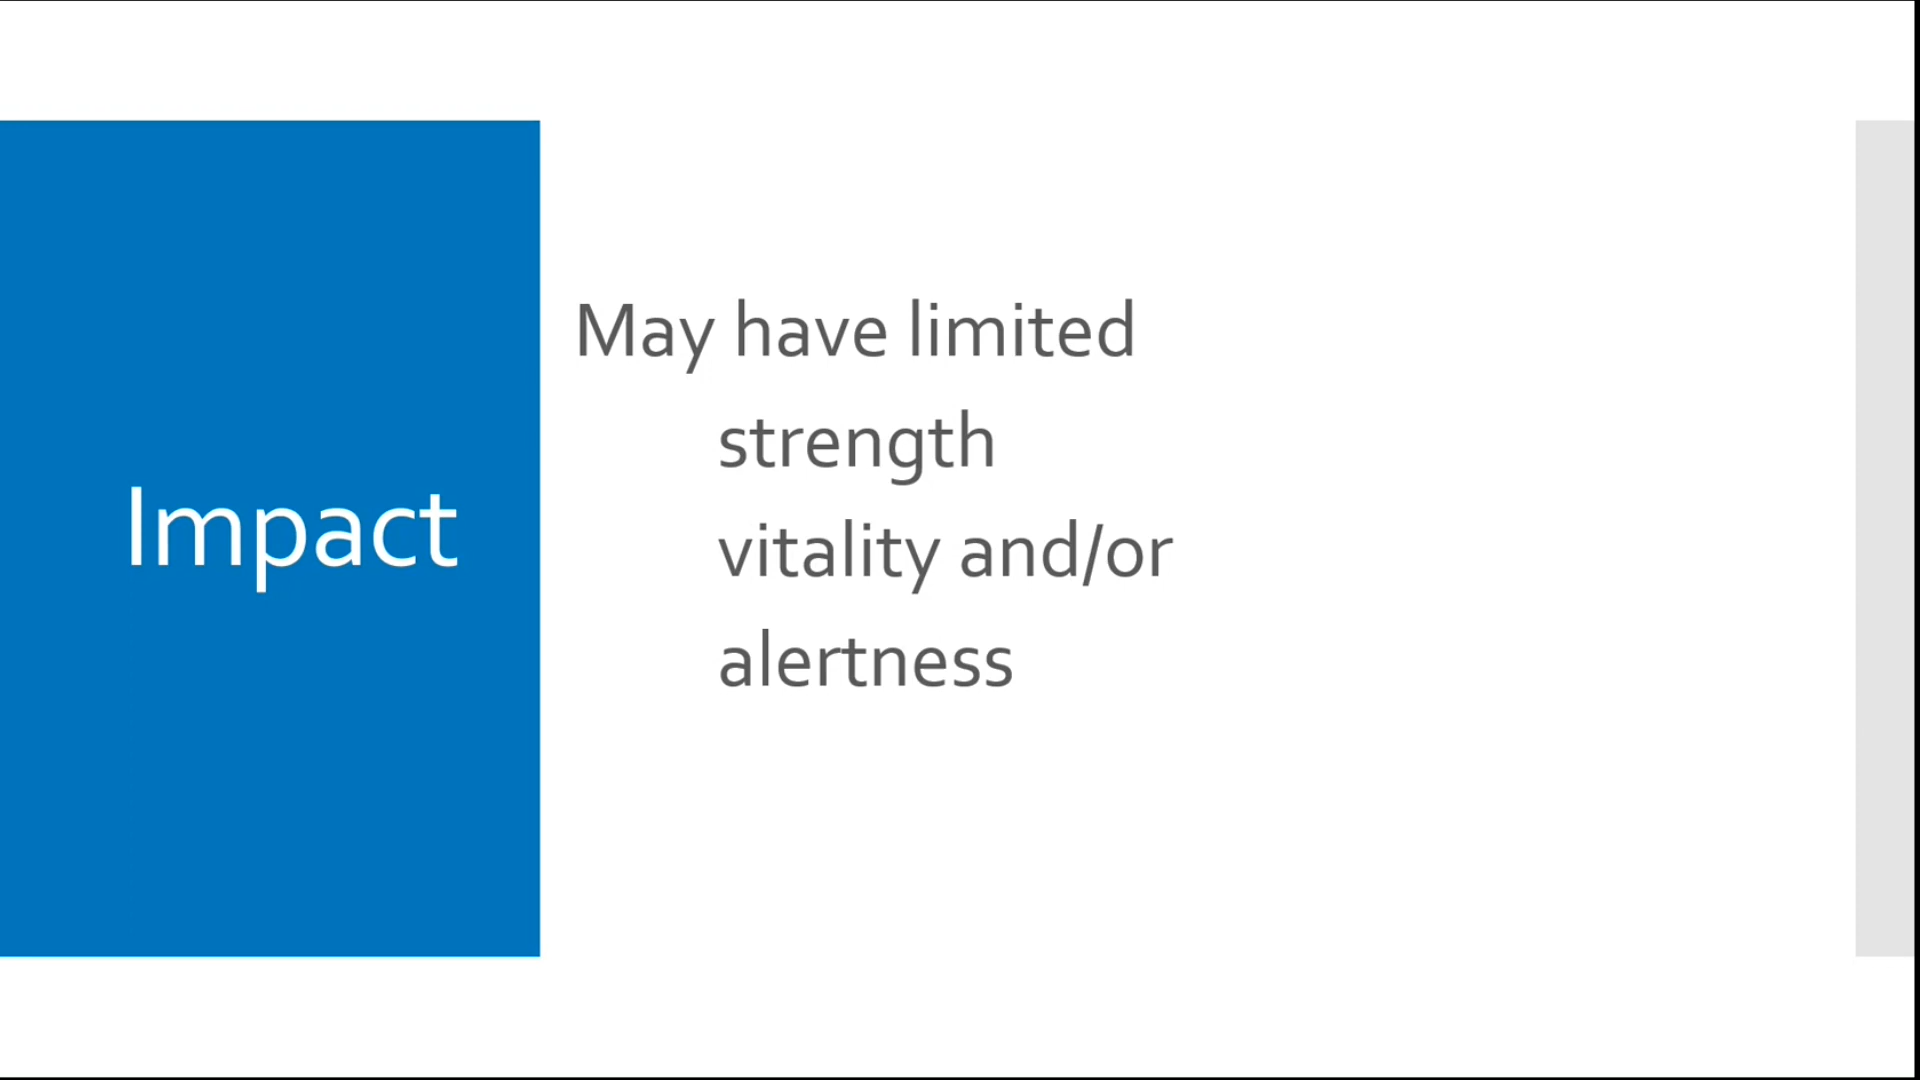 Impact
May have limited
strength
vitality and/or
alertness